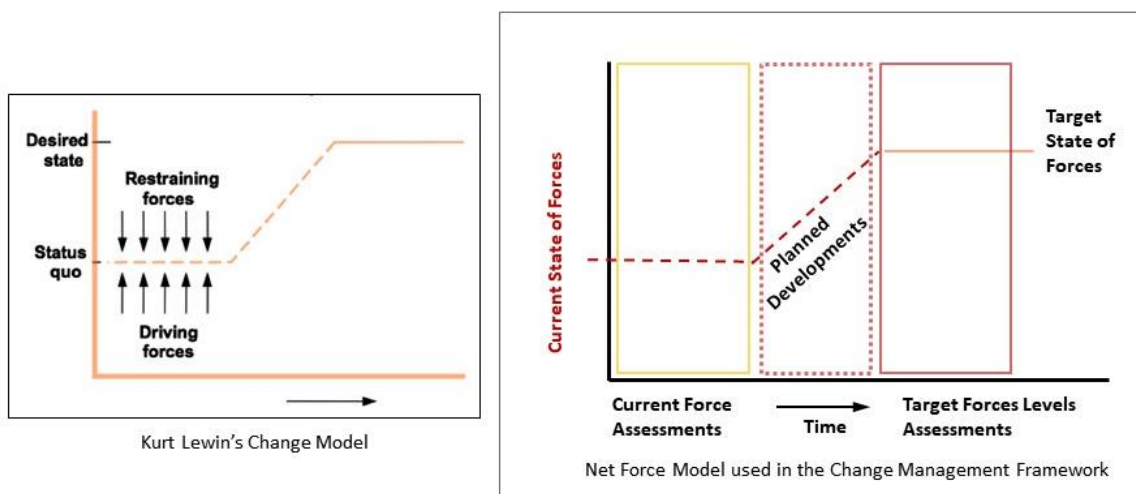 Desired
state
Restraining
forces
Status
quo
Driving
forces
Kurt Lewin's Change Model
Current State of Forces
Planned
Developments
Target
State of
Forces
Current Force
Assessments
Time
Target Forces Levels
Assessments
Net Force Model used in the Change Management Framework